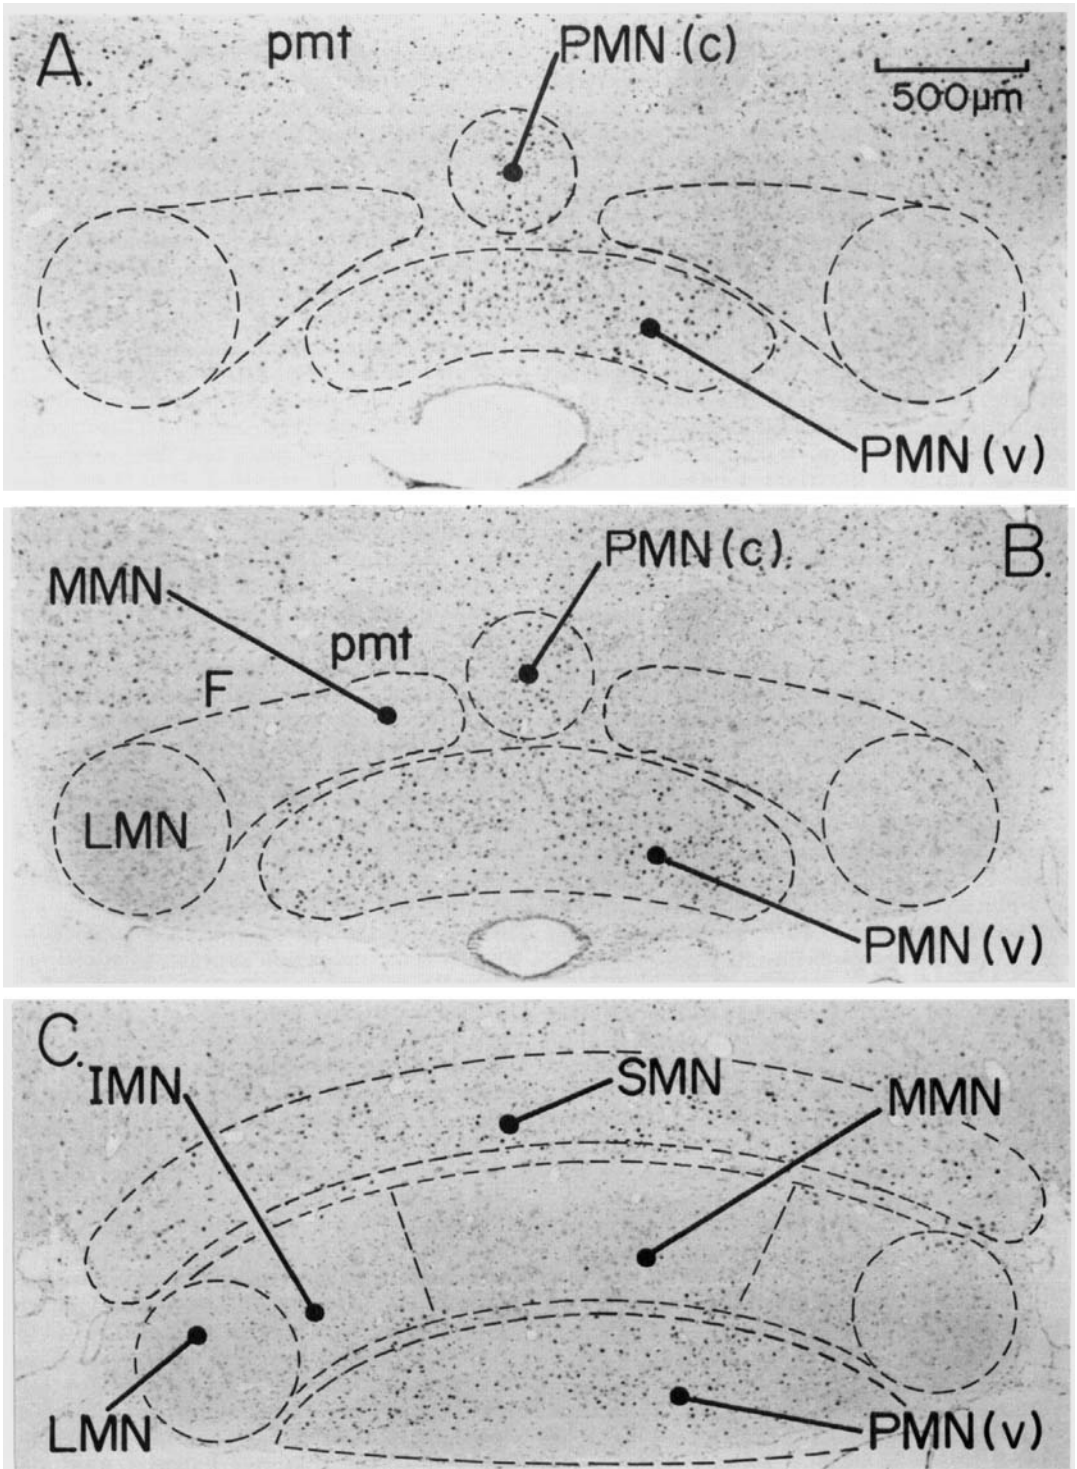 A.
pmt
PMN (c)
500μm
PMN (v)
B.
PMN (c)
MMN
pmt
F
LMN
PMN (v)
C.
IMN
SMN
MMN
LMN
PMN (v)